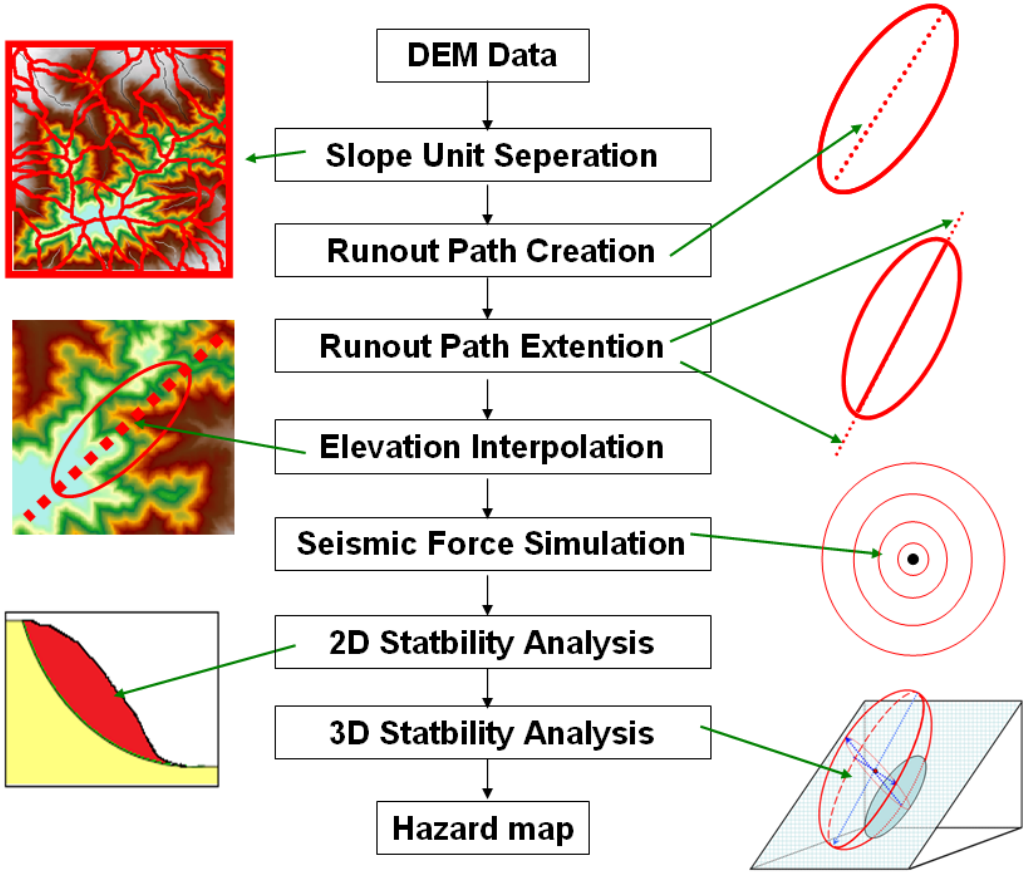 DEM Data
Slope Unit Seperation
Runout Path Creation
Runout Path Extention
Elevation Interpolation
Seismic Force Simulation
2D Statbility Analysis
3D Statbility Analysis
Hazard map